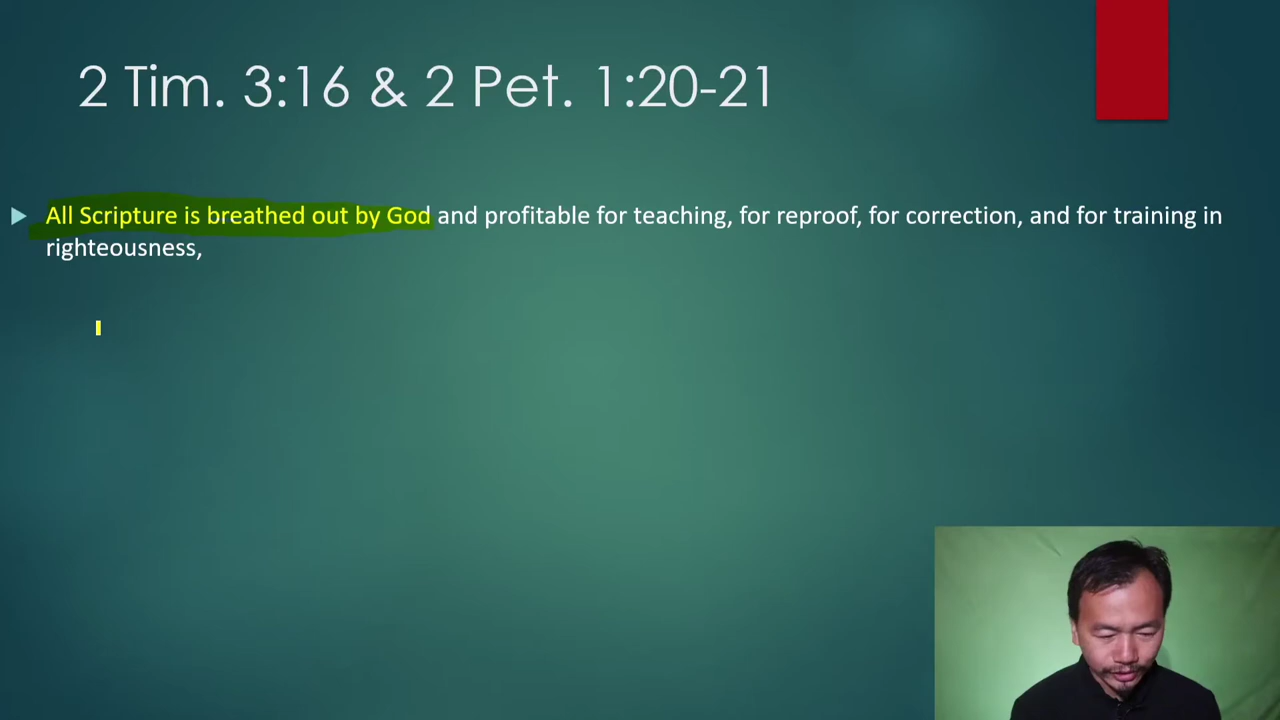 2 Tim. 3:16 & 2 Pet. 1:20-21
All Scripture is breathed out by God and profitable for teaching, for reproof, for correction, and for training in
righteousness,